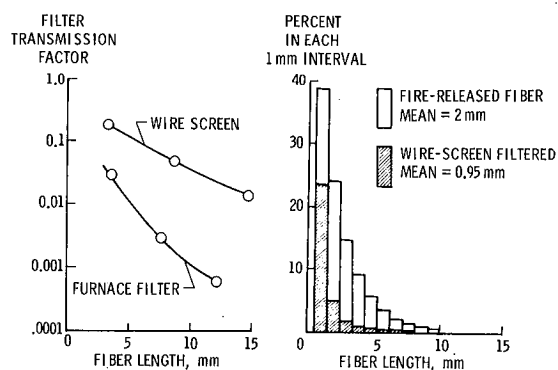 FILTER
TRANSMISSION
FACTOR
1.0
0.1
0.01
0.001
.0001
WIRE SCREEN
FURNACE FILTER
0 5 10 15
FIBER LENGTH, mm
PERCENT
IN EACH
1 mm INTERVAL
40
30
20
10
FIRE-RELEASED FIBER
MEAN = 2 mm
WIRE-SCREEN FILTERED
MEAN = 0.95 mm
0 5 10 15
FIBER LENGTH, mm